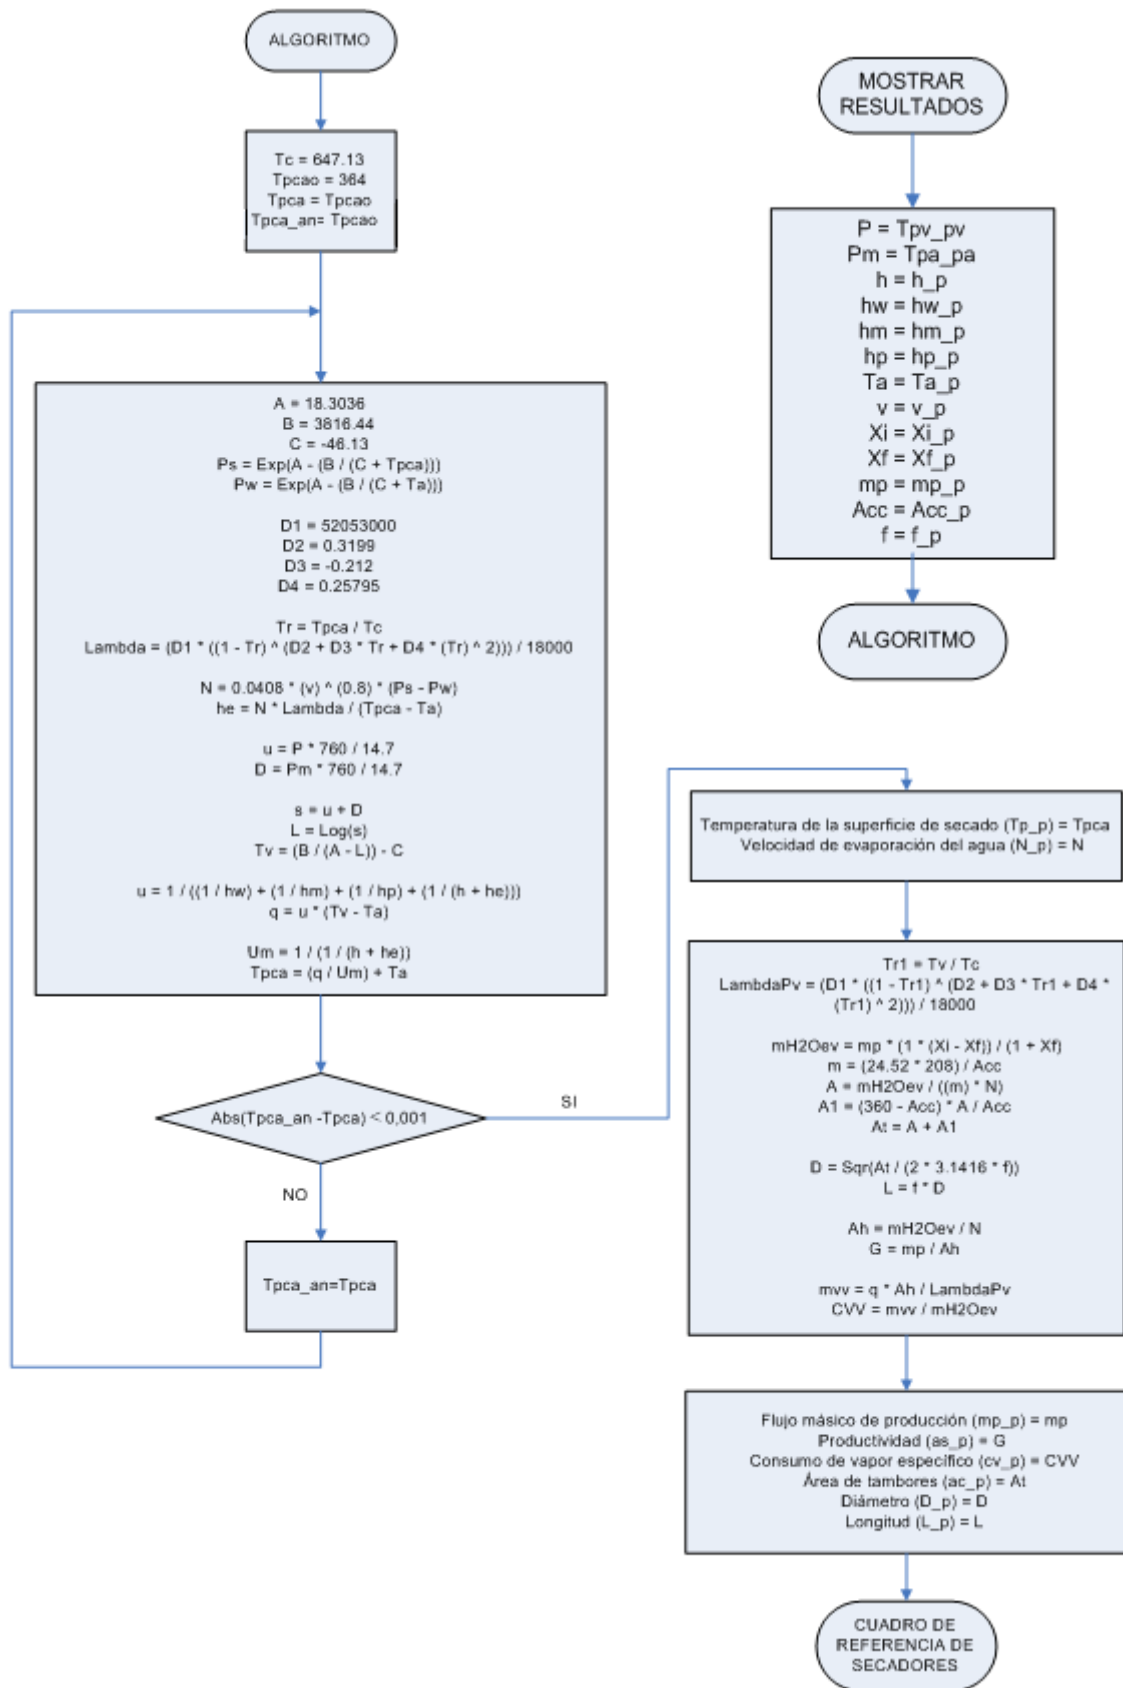 ALGORITMO
Tc = 647.13
Tpcao = 364
Tpca = Tpcao
Tpca_an= Tpcao
A = 18.3036
B = 3816.44
C = -46.13
Ps = Exp(A - (B / (C + Tpca)))
Pw = Exp(A - (B / (C + Ta)))
D1 = 52053000
D2 = 0.3199
D3 = -0.212
D4 = 0.25795
Tr = Tpca / Tc
Lambda = (D1 * ((1 - Tr) ^ (D2 + D3 * Tr + D4 * (Tr) ^ 2))) / 18000
N = 0.0408 * (v) ^ (0.8) * (Ps - Pw)
he = N * Lambda / (Tpca - Ta)
u = P * 760 / 14.7
D = Pm * 760 / 14.7
s = u + D
L = Log(s)
Tv = (B / (A - L)) - C
u = 1 / ((1 / hw) + (1 / hm) + (1 / hp) + (1 / (h + he)))
q = u * (Tv - Ta)
Um = 1 / (1 / (h + he))
Tpca = (q / Um) + Ta
Abs(Tpca_an -Tpca) < 0,001
SI
NO
Tpca_an=Tpca
MOSTRAR
RESULTADOS
P = Tpv_pv
Pm = Tpa_pa
h = h_p
hw = hw_p
hm = hm_p
hp = hp_p
Ta = Ta_p
v = v_p
Xi = Xi_p
Xf = Xf_p
mp = mp_p
Acc = Acc_p
f = f_p
ALGORITMO
Temperatura de la superficie de secado (Tp_p) = Tpca
Velocidad de evaporación del agua (N_p) = N
Tr1 = Tv / Tc
LambdaPv = (D1 * ((1 - Tr1) ^ (D2 + D3 * Tr1 + D4 *
(Tr1) ^ 2))) / 18000
mH2Oev = mp * (1 * (Xi - Xf)) / (1 + Xf)
m = (24.52 * 208) / Acc
A = mH2Oev / ((m) * N)
A1 = (360 - Acc) * A / Acc
At = A + A1
D = Sqr(At / (2 * 3.1416 * f))
L = f * D
Ah = mH2Oev / N
G = mp / Ah
mvv = q * Ah / LambdaPv
CVV = mvv / mH2Oev
Flujo másico de producción (mp_p) = mp
Productividad (as_p) = G
Consumo de vapor específico (cv_p) = CVV
Área de tambores (ac_p) = At
Diámetro (D_p) = D
Longitud (L_p) = L
CUADRO DE
REFERENCIA DE
SECADORES